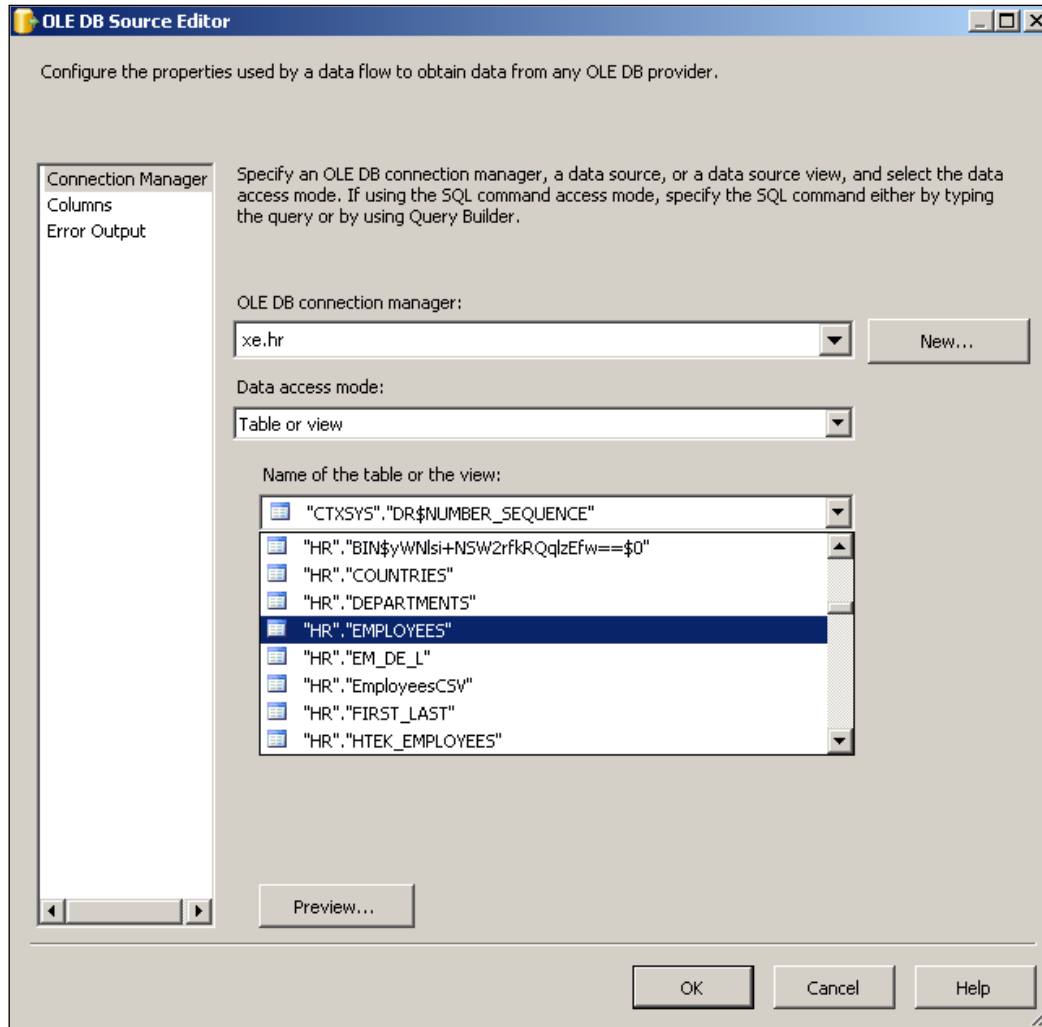 OLE DB Source Editor
Configure the properties used by a data flow to obtain data from any OLE DB provider.
Connection Manager
Columns
Error Output
Specify an OLE DB connection manager, a data source, or a data source view, and select the data
access mode. If using the SQL command access mode, specify the SQL command either by typing
the query or by using Query Builder.
OLE DB connection manager:
xe.hr
New...
Data access mode:
Table or view
Name of the table or the view:
"CTXSYS"."DR$NUMBER_SEQUENCE"
"HR"."BIN$yWNlsi+NSW2rfkRQqlzEfw==$0"
"HR"."COUNTRIES"
"HR"."DEPARTMENTS"
"HR"."EMPLOYEES"
"HR"."EM_DE_L"
"HR"."EmployeesCSV"
"HR"."FIRST_LAST"
"HR"."HTEK_EMPLOYEES"
Preview...
OK
Cancel
Help